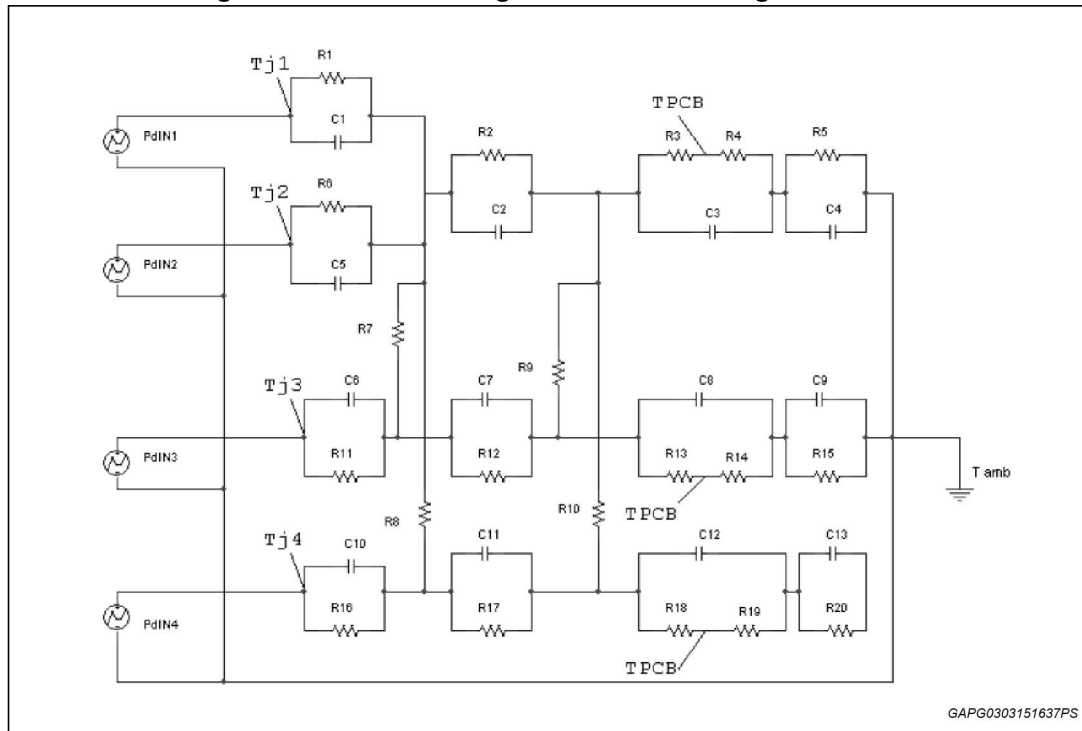 Tj1
R1
C1
PdIN1
R2
C2
TPCB
R3
R4
R5
C3
C4
Tj2
R6
C5
PdIN2
R7
R9
Tj3
C6
C7
C8
C9
R11
R12
R13
R14
R15
PdIN3
T amb
TPCB
R8
R10
Tj4
C10
C11
C12
C13
R16
R17
R18
R19
R20
PdIN4
TPCB
GAPG0303151637PS